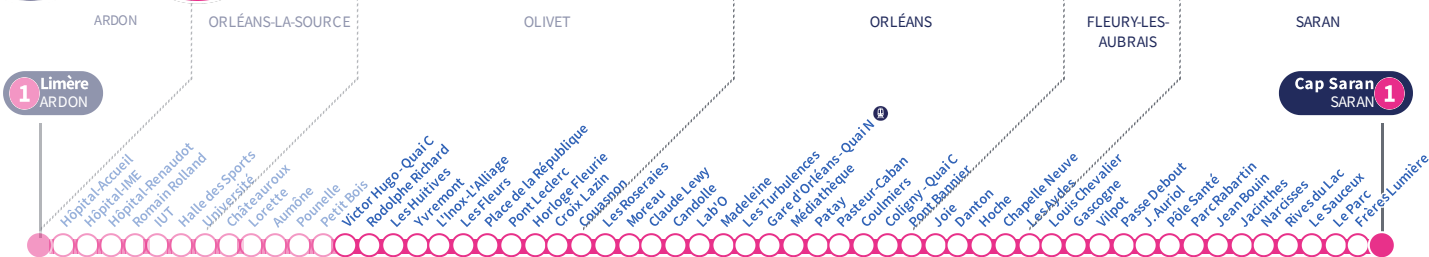 ARDON
ORLÉANS-LA-SOURCE
OLIVET
ORLÉANS
FLEURY-LES-
AUBRAIS
SARAN
1 Limère
ARDON
Cap Saran 1
SARAN
Hôpital-Accueil
Hôpital-IME
Hôpital-Renaudot
Romain Rolland
IUT
Halle des Sports
Université
Châteauroux
Lorette
Aumône
Pounelle
Petit Bois
Victor Hugo - Quai C
Rodolphe Richard
Les Huitives
Yvremont
L'Inox-L'Alliage
Les Fleurs
Place de la République
Pont Leclerc
Horloge Fleurie
Croix Lazin
Couasnon
Les Roseraies
Moreau
Claude Lewy
Candolle
Lab'O
Madeleine
Les Turbulences
Gare d'Orléans - Quai N
Médiathèque
Patay
Pasteur-Caban
Coulmiers
Coligny - Quai C
Pont Bannier
Joie
Danton
Hoche
Chapelle Neuve
Les Aydes
Louis Chevalier
Gascogne
Vilpot
Passe Debout
J. Auriol
Pôle Santé
Parc Rabartin
Jean Bouin
Jacinthes
Narcisses
Rives du Lac
Le Sauceux
Le Parc
Frères Lumière